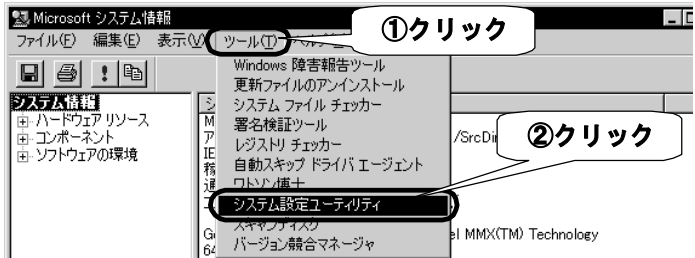 Microsoft システム情報
ファイル(F) 編集(E) 表示(V) ツール(T)
①クリック
システム情報
ハードウェア リソース
コンポーネント
ソフトウェアの環境
Windows 障害報告ツール
更新ファイルのアンインストール
システム ファイル チェッカー
署名検証ツール
レジストリ チェッカー
自動スキップ ドライバ エージェント
ワトソン博士
システム設定ユーティリティ
スキャンディスク
バージョン競合マネージャ
②クリック
/SrcDi
el MMX(TM) Technology
64